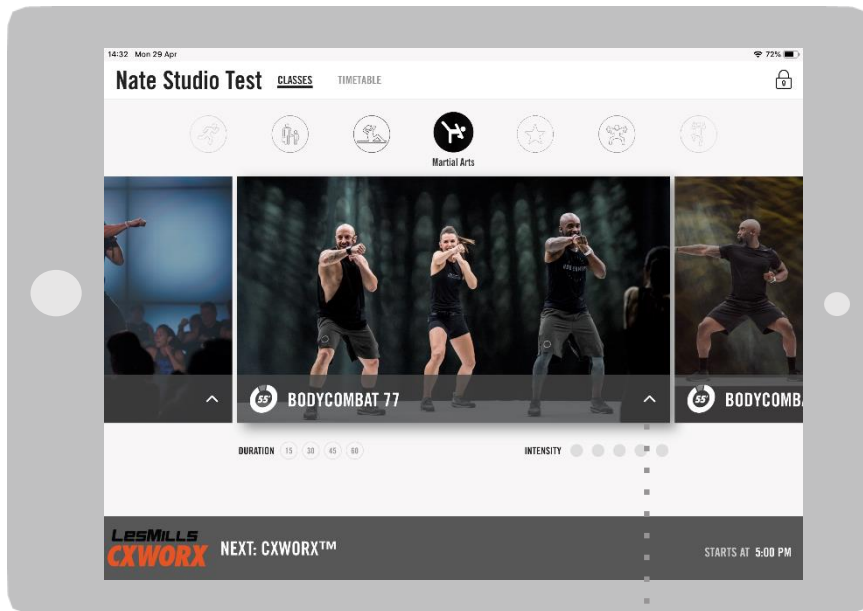 14:32 Mon 29 Apr
72%
Nate Studio Test CLASSES TIMETABLE
Martial Arts
55' BODYCOMBAT 77
55' BODYCOMBA
DURATION 15 30 45 60
INTENSITY
LESMILLS
CXWORX
NEXT: CXWORX™
STARTS AT 5:00 PM